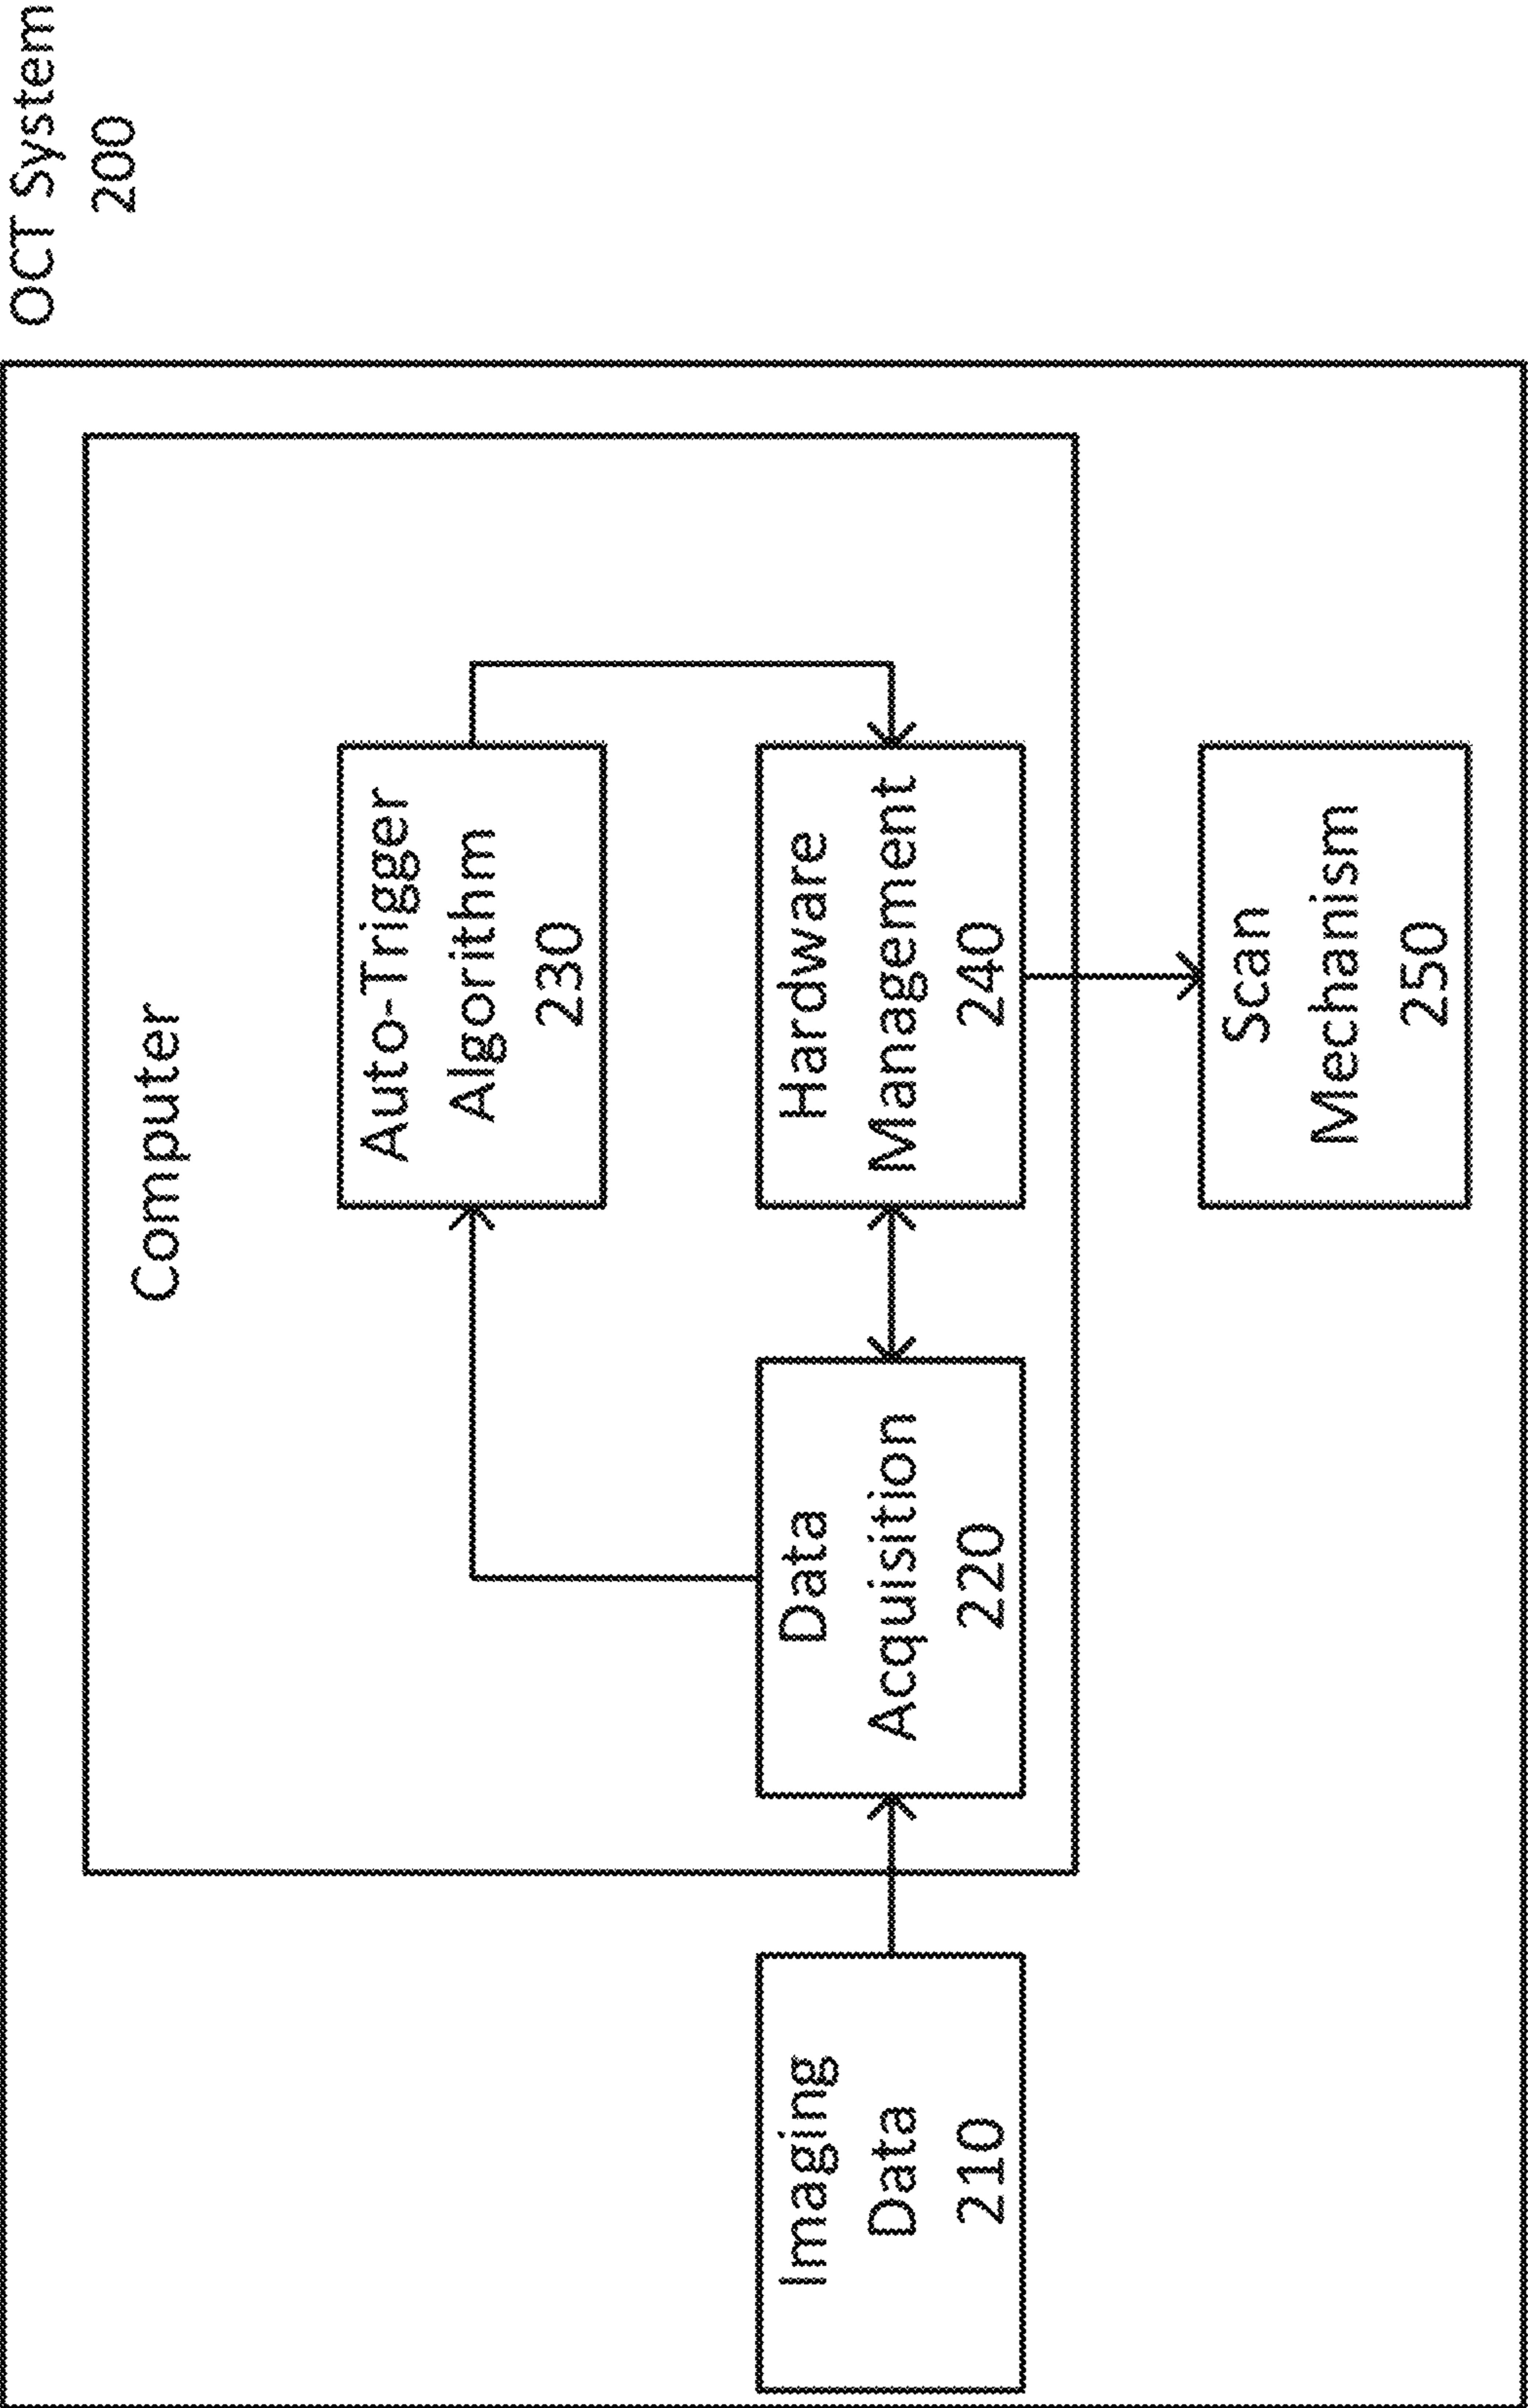 OCT System
200
Computer
Auto-Trigger
Algorithm
230
Imaging
Data
210
Data
Acquisition
220
Hardware
Management
240
Scan
Mechanism
250